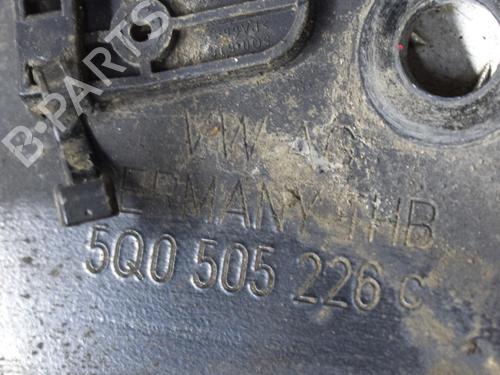 VW AG
GERMANY THB
5Q0 505 226 C
B-PARTS